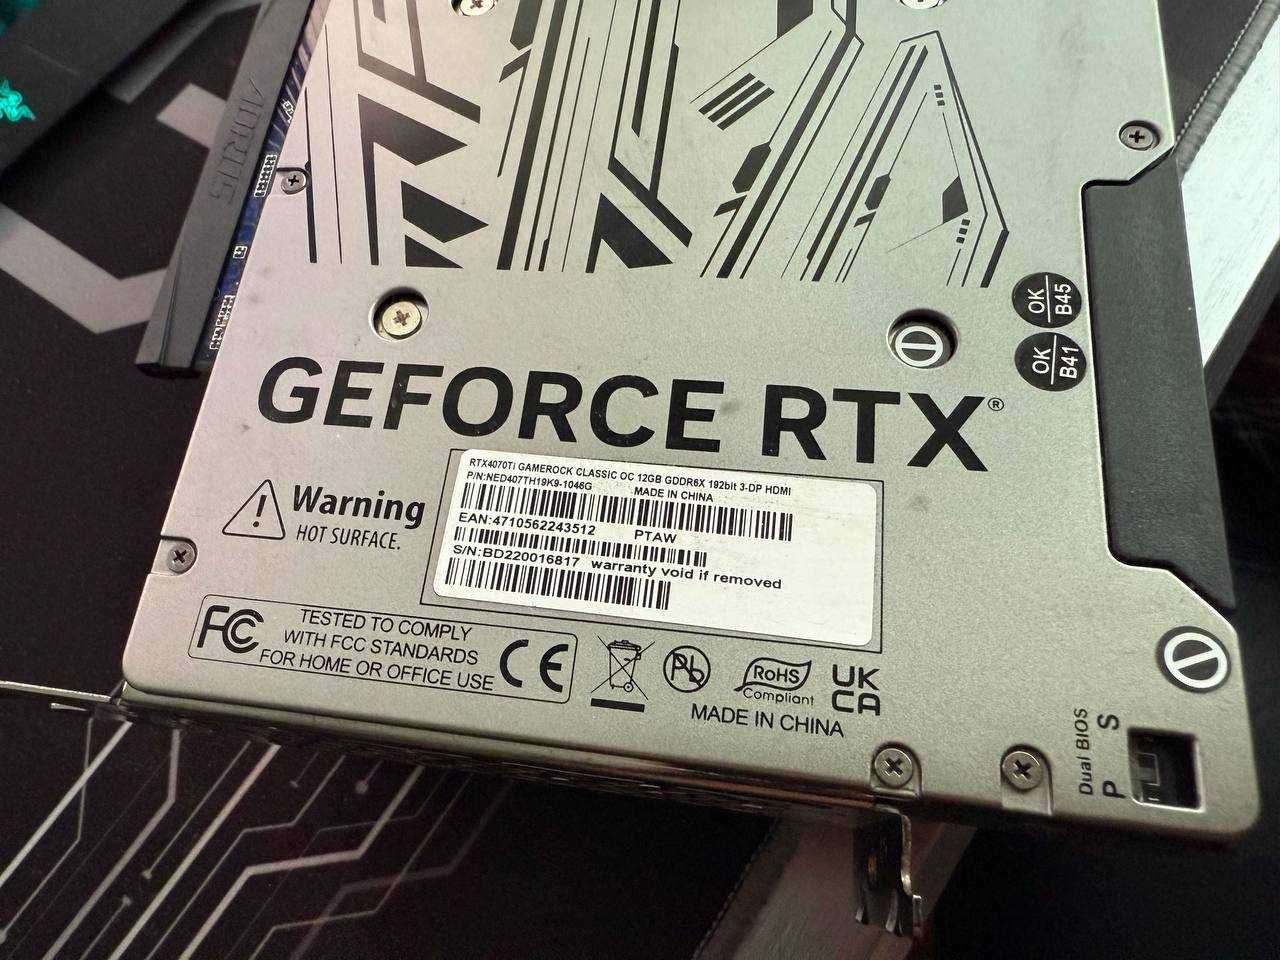 AORUS
OK
B45
OK
B41
GEFORCE RTX®
RTX4070Ti GAMEROCK CLASSIC OC 12GB GDDR6X 192bit 3-DP HDMI
P/N:NED407TH19K9-1046G MADE IN CHINA
EAN:4710562243512 PTAW
S/N:BD220016817 warranty void if removed
Warning
HOT SURFACE.
FC
TESTED TO COMPLY
WITH FCC STANDARDS
FOR HOME OR OFFICE USE
CE
Pb
RoHS
Compliant
UK
CA
MADE IN CHINA
Dual BIOS
P S